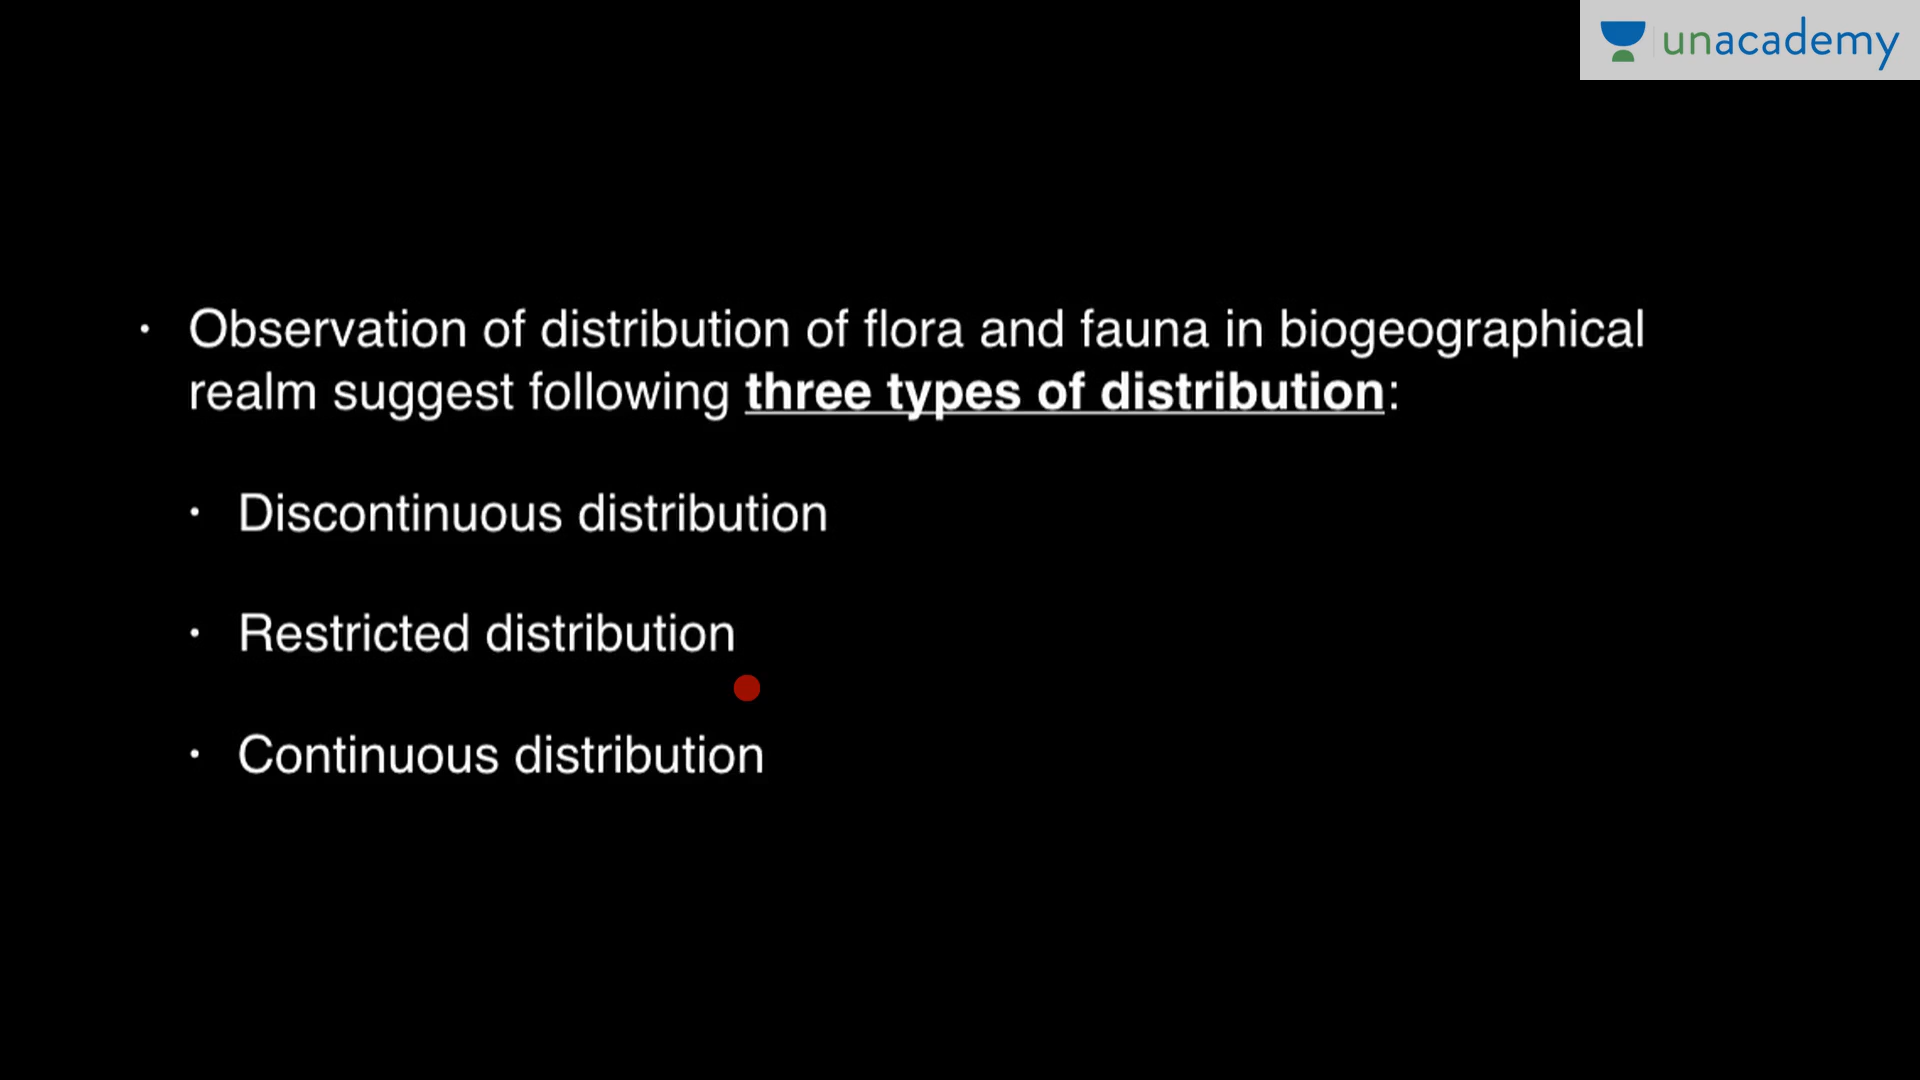 unacademy
• Observation of distribution of flora and fauna in biogeographical
realm suggest following three types of distribution:
• Discontinuous distribution
• Restricted distribution
• Continuous distribution